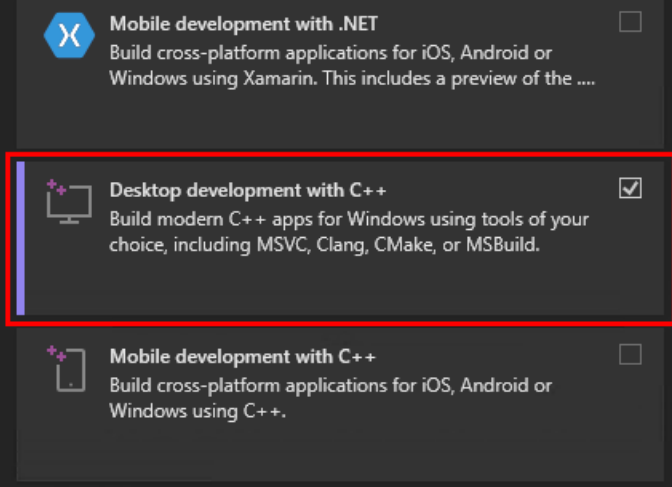 Mobile development with .NET
Build cross-platform applications for iOS, Android or
Windows using Xamarin. This includes a preview of the ....
Desktop development with C++
Build modern C++ apps for Windows using tools of your
choice, including MSVC, Clang, CMake, or MSBuild.
Mobile development with C++
Build cross-platform applications for iOS, Android or
Windows using C++.